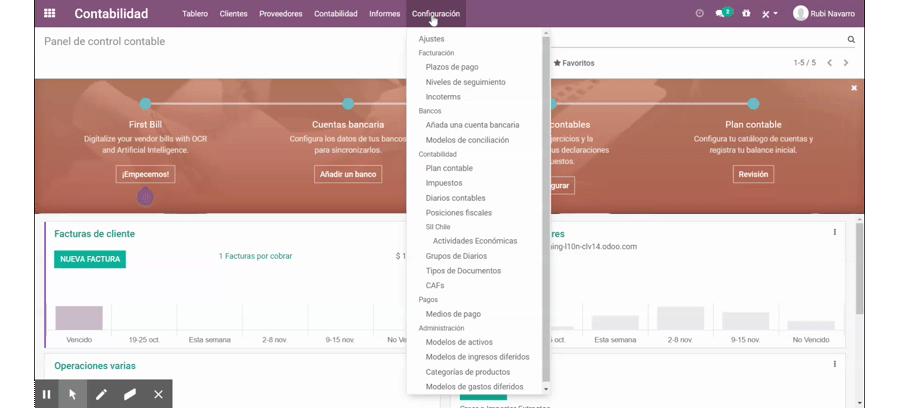 Contabilidad Tablero Clientes Proveedores Contabilidad Informes Configuración 2 Rubi Navarro
Panel de control contable
Favoritos 1-5 / 5
Ajustes
Facturación
Plazos de pago
Niveles de seguimiento
Incoterms
Bancos
Añada una cuenta bancaria
Modelos de conciliación
Contabilidad
Plan contable
Impuestos
Diarios contables
Posiciones fiscales
SII Chile
Actividades Económicas
Grupos de Diarios
Tipos de Documentos
CAFs
Pagos
Medios de pago
Administración
Modelos de activos
Modelos de ingresos diferidos
Categorías de productos
Modelos de gastos diferidos
First Bill
Digitalize your vendor bills with OCR
and Artificial Intelligence.
¡Empecemos!
Cuentas bancaria
Configura los datos de tus bancos
para sincronizarlos.
Añadir un banco
contables
ejercicios y la
us declaraciones
uestos.
gurar
Plan contable
Configura tu catálogo de cuentas y
registra tu balance inicial.
Revisión
Facturas de cliente
NUEVA FACTURA
1 Facturas por cobrar $ 1
Vencido 19-25 oct. Esta semana 2-8 nov. 9-15 nov. No Ve
res
ning-l10n-clv14.odoo.com
oct. Esta semana 2-8 nov. 9-15 nov. No Vencido
Operaciones varias